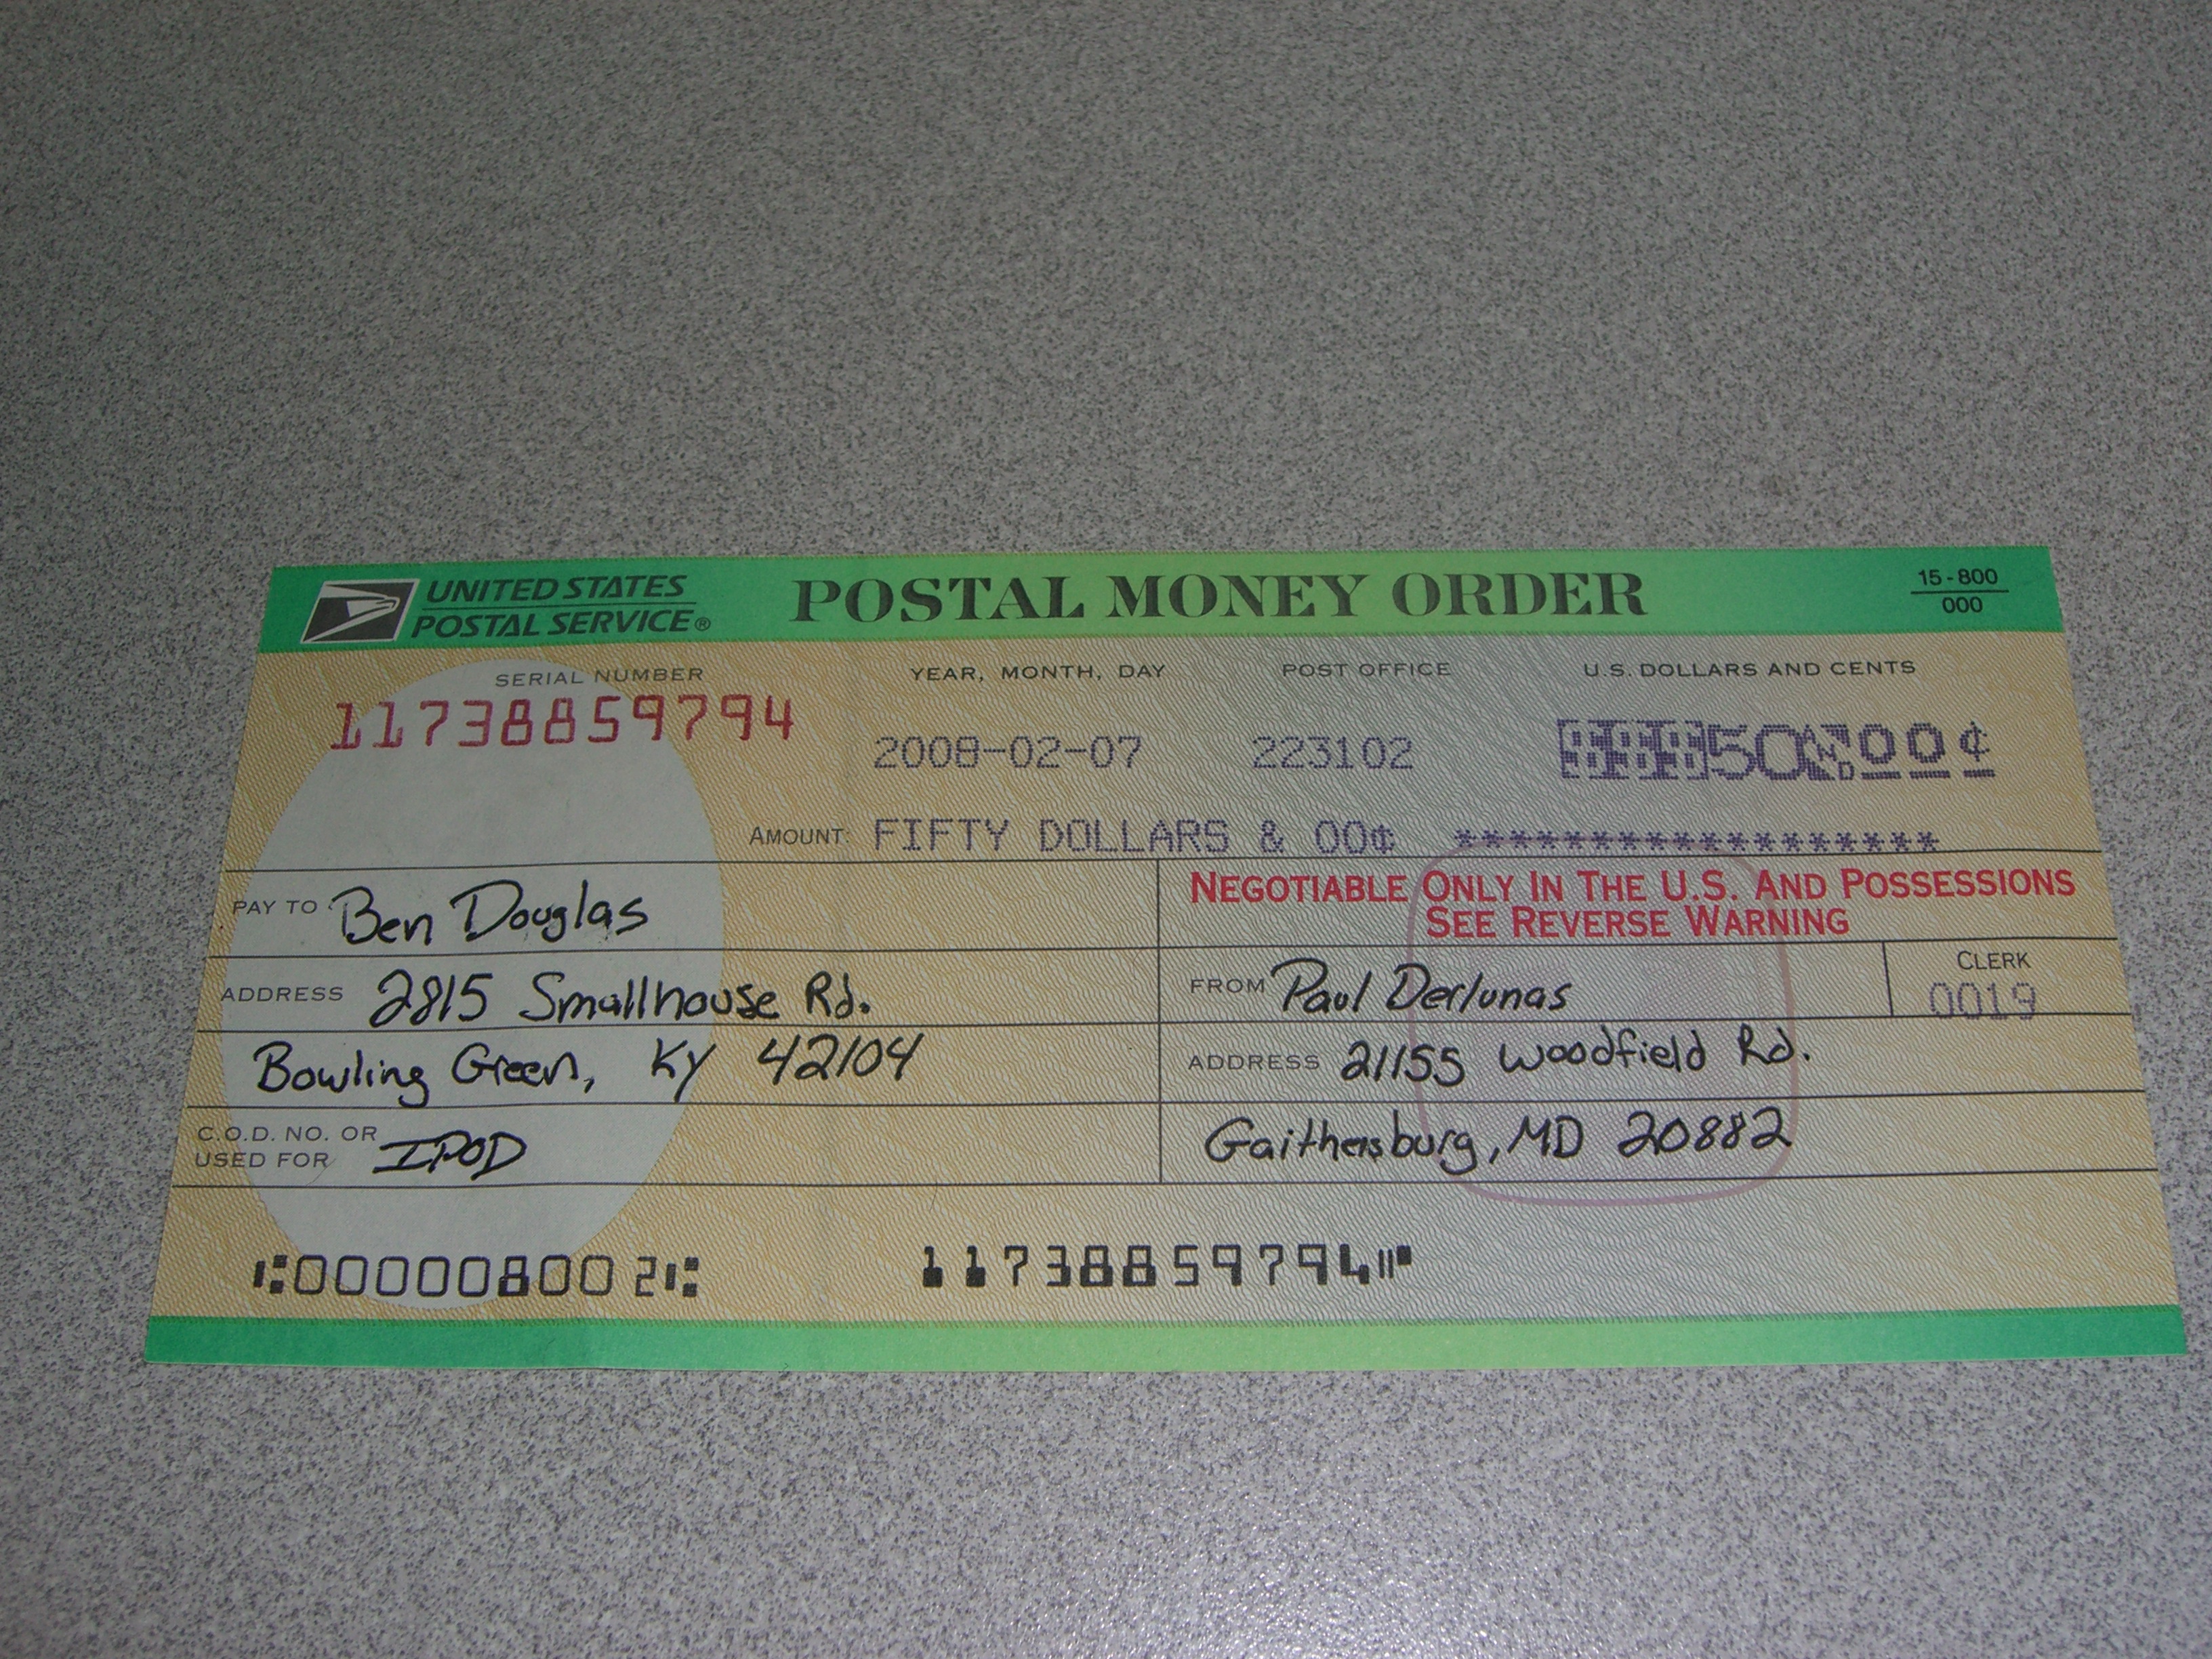 UNITED STATES
POSTAL SERVICE®
POSTAL MONEY ORDER
15-800
000
SERIAL NUMBER
YEAR, MONTH, DAY
POST OFFICE
U.S. DOLLARS AND CENTS
11738859794
2008-02-07
223102
50 AND 00¢
AMOUNT: FIFTY DOLLARS & 00¢ ******************
PAY TO Ben Douglas
NEGOTIABLE ONLY IN THE U.S. AND POSSESSIONS
SEE REVERSE WARNING
ADDRESS 2815 Smallhouse Rd.
Bowling Green, KY 42104
C.O.D. NO. OR
USED FOR IPOD
FROM Paul Derlunas
CLERK
0019
ADDRESS 21155 Woodfield Rd.
Gaithersburg, MD 20882
⑆000008002⑆ 11738859794⑈